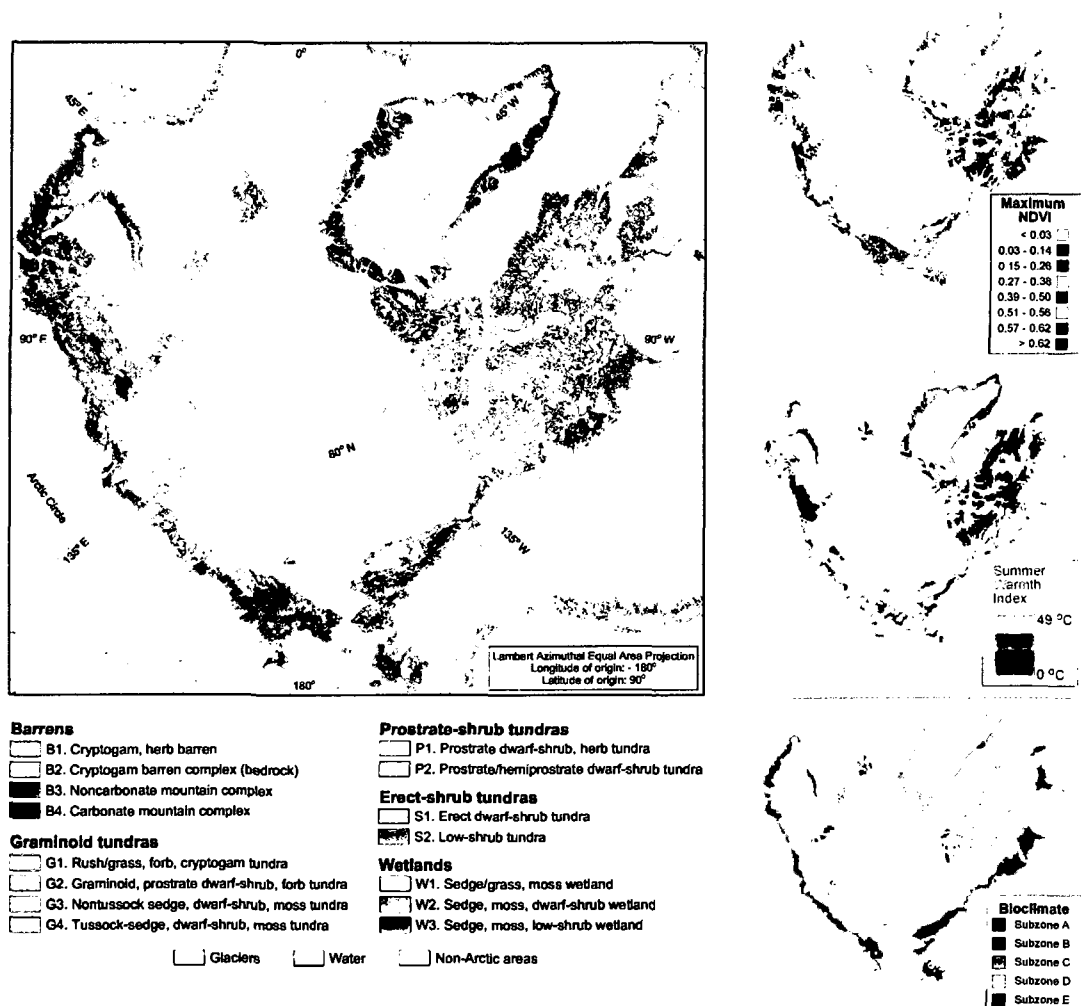 0°
45° E
45° W
90° E
90° W
80° N
Arctic Circle
135° E
135° W
180°
Lambert Azimuthal Equal Area Projection
Longitude of origin: - 180°
Latitude of origin: 90°
Maximum
NDVI
< 0.03
0.03 - 0.14
0.15 - 0.26
0.27 - 0.38
0.39 - 0.50
0.51 - 0.56
0.57 - 0.62
> 0.62
Summer
Warmth
Index
49 °C
0 °C
Barrens
B1. Cryptogam, herb barren
B2. Cryptogam barren complex (bedrock)
B3. Noncarbonate mountain complex
B4. Carbonate mountain complex
Graminoid tundras
G1. Rush/grass, forb, cryptogam tundra
G2. Graminoid, prostrate dwarf-shrub, forb tundra
G3. Nontussock sedge, dwarf-shrub, moss tundra
G4. Tussock-sedge, dwarf-shrub, moss tundra
Prostrate-shrub tundras
P1. Prostrate dwarf-shrub, herb tundra
P2. Prostrate/hemiprostrate dwarf-shrub tundra
Erect-shrub tundras
S1. Erect dwarf-shrub tundra
S2. Low-shrub tundra
Wetlands
W1. Sedge/grass, moss wetland
W2. Sedge, moss, dwarf-shrub wetland
W3. Sedge, moss, low-shrub wetland
Glaciers Water Non-Arctic areas
Bioclimate
Subzone A
Subzone B
Subzone C
Subzone D
Subzone E